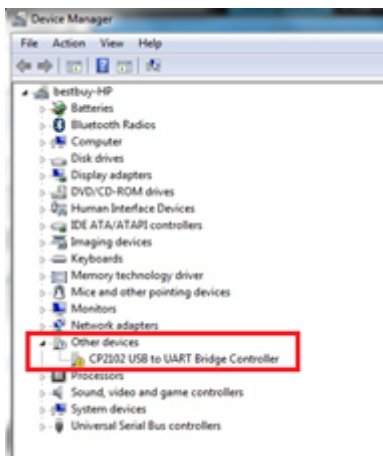 Device Manager
File Action View Help
bestbuy-HP
Batteries
Bluetooth Radios
Computer
Disk drives
Display adapters
DVD/CD-ROM drives
Human Interface Devices
IDE ATA/ATAPI controllers
Imaging devices
Keyboards
Memory technology driver
Mice and other pointing devices
Monitors
Network adapters
Other devices
CP2102 USB to UART Bridge Controller
Processors
Sound, video and game controllers
System devices
Universal Serial Bus controllers